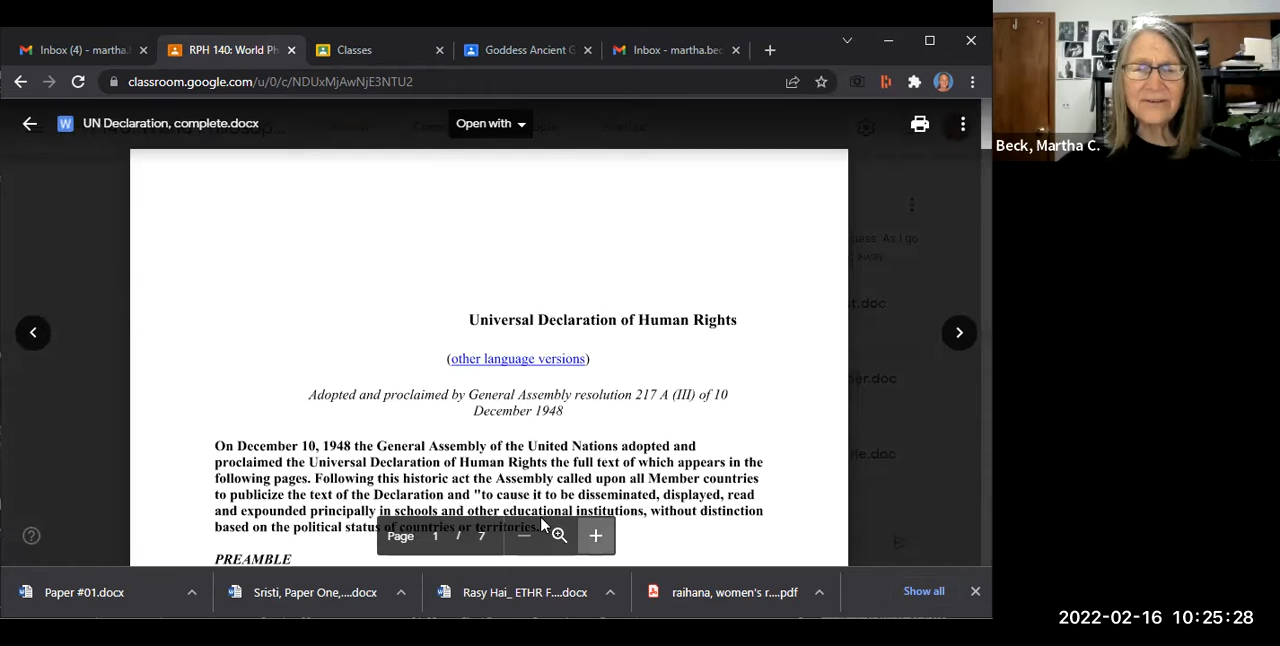 Inbox (4) - martha.
RPH 140: World Ph
Classes
Goddess Ancient G
Inbox - martha.bec
classroom.google.com/u/0/c/NDUxMjAwNjE3NTU2
UN Declaration, complete.docx
Open with
Beck, Martha C.
Universal Declaration of Human Rights
(other language versions)
Adopted and proclaimed by General Assembly resolution 217 A (III) of 10
December 1948
On December 10, 1948 the General Assembly of the United Nations adopted and
proclaimed the Universal Declaration of Human Rights the full text of which appears in the
following pages. Following this historic act the Assembly called upon all Member countries
to publicize the text of the Declaration and "to cause it to be disseminated, displayed, read
and expounded principally in schools and other educational institutions, without distinction
based on the political status of countries or territories.
Page 1 / 7
PREAMBLE
Paper #01.docx
Sristi, Paper One,....docx
Rasy Hai_ ETHR F....docx
raihana, women's r....pdf
Show all
2022-02-16 10:25:28